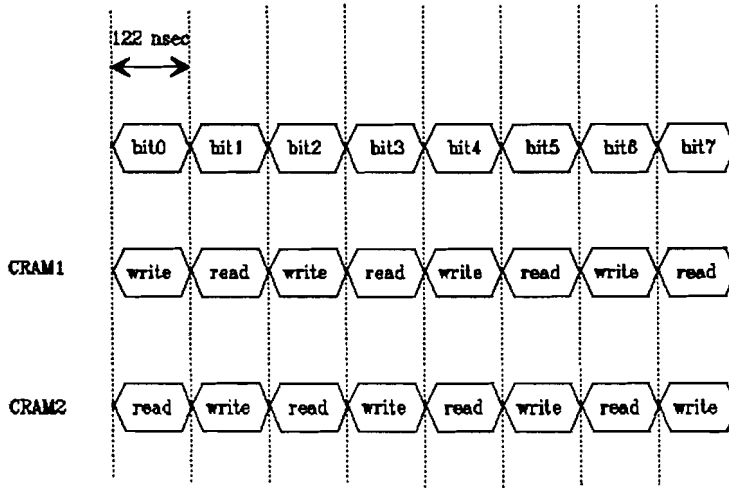 122 nsec
bit0 bit1 bit2 bit3 bit4 bit5 bit6 bit7
CRAM1 write read write read write read write read
CRAM2 read write read write read write read write